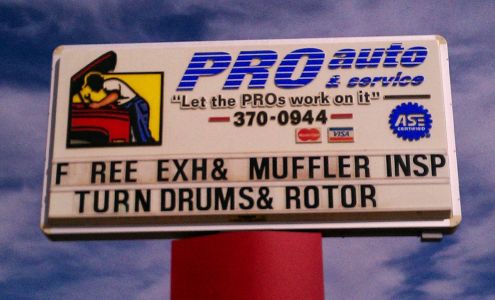 PRO auto
& service
"Let the PROs work on it"
370-0944
MasterCard VISA
ASE
CERTIFIED
F REE EXH& MUFFLER INSP
TURN DRUMS& ROTOR